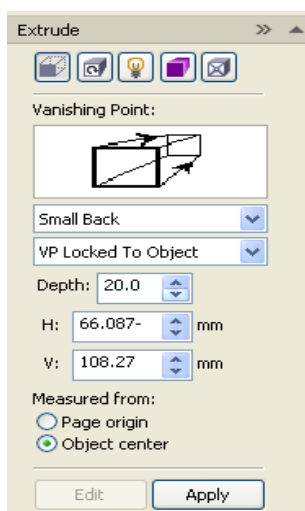 Extrude
Vanishing Point:
Small Back
VP Locked To Object
Depth: 20.0
H: 66.087- mm
V: 108.27 mm
Measured from:
Page origin
Object center
Edit Apply